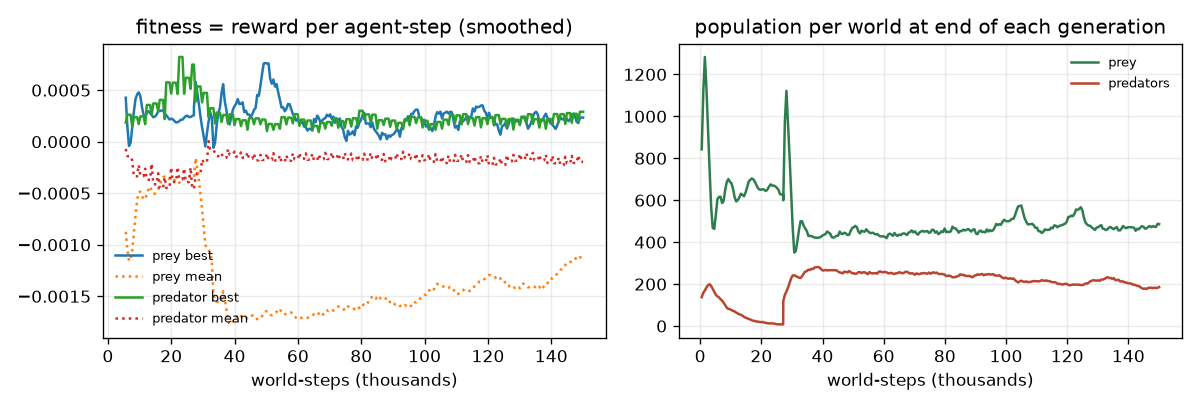 fitness = reward per agent-step (smoothed)
0.0005
0.0000
−0.0005
−0.0010
−0.0015
prey best
prey mean
predator best
predator mean
0 20 40 60 80 100 120 140
world-steps (thousands)
population per world at end of each generation
1200
1000
800
600
400
200
0
prey
predators
0 20 40 60 80 100 120 140
world-steps (thousands)